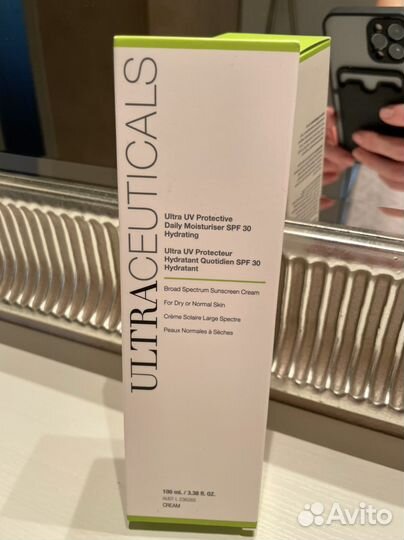 ULTRACEUTICALS
Ultra UV Protective
Daily Moisturiser SPF 30
Hydrating
Ultra UV Protecteur
Hydratant Quotidien SPF 30
Hydratant
Broad Spectrum Sunscreen Cream
For Dry or Normal Skin
Crème Solaire Large Spectre
Peaux Normales à Sèches
100 mL / 3.38 fl. oz.
AUST L
CREAM
Avito